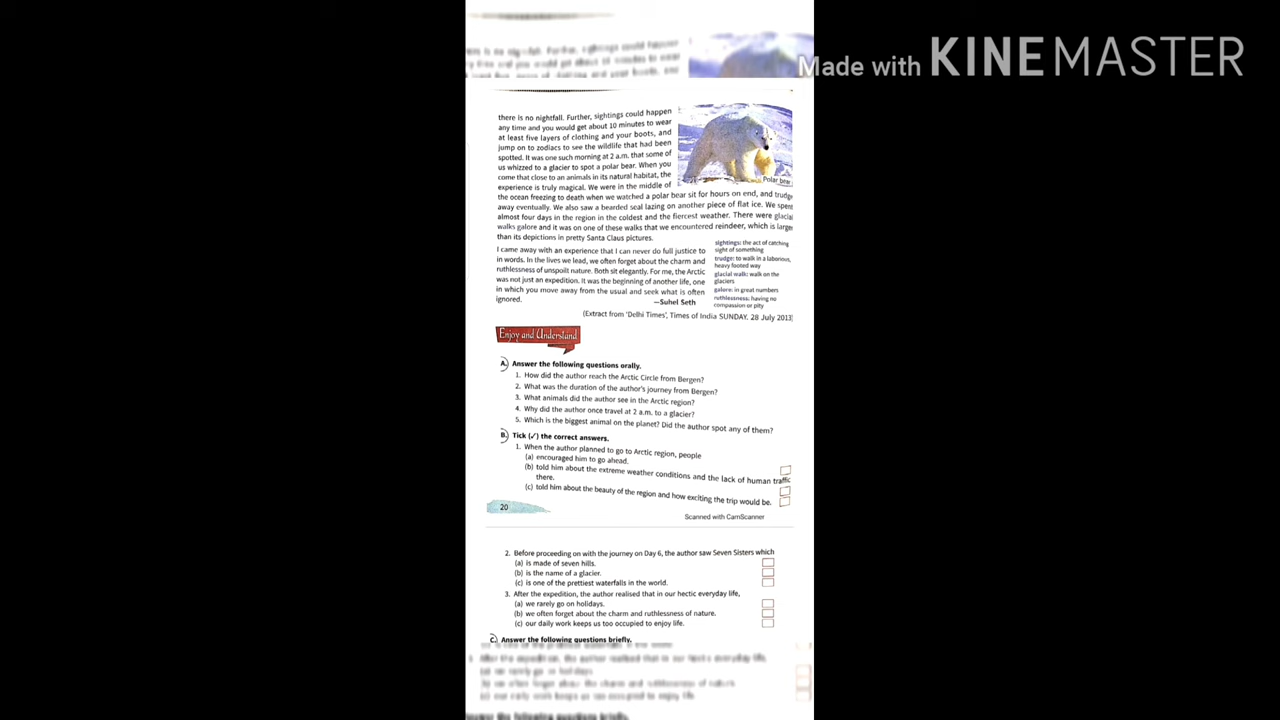 Made with KINEMASTER
there is no nightfall. Further, sightings could happen
any time and you would get about 10 minutes to wear
at least five layers of clothing and your boots, and
jump on to zodiacs to see the wildlife that had been
spotted. It was one such morning at 2 a.m. that some of
us whizzed to a glacier to spot a polar bear. When you
come that close to an animals in its natural habitat, the
experience is truly magical. We were in the middle of
Polar bear
the ocean freezing to death when we watched a polar bear sit for hours on end, and trudge
away eventually. We also saw a bearded seal lazing on another piece of flat ice. We spent
almost four days in the region in the coldest and the fiercest weather. There were glacial
walks galore and it was on one of these walks that we encountered reindeer, which is larger
than its depictions in pretty Santa Claus pictures.
I came away with an experience that I can never do full justice to
in words. In the lives we lead, we often forget about the charm and
ruthlessness of unspoilt nature. Both sit elegantly. For me, the Arctic
was not just an expedition. It was the beginning of another life, one
in which you move away from the usual and seek what is often
ignored.
—Suhel Seth
sightings: the act of catching
sight of something
trudge: to walk in a laborious,
heavy footed way
glacial walk: walk on the
glaciers
galore: in great numbers
ruthlessness: having no
compassion or pity
(Extract from 'Delhi Times', Times of India SUNDAY. 28 July 2013)
Enjoy and Understand
A. Answer the following questions orally.
1. How did the author reach the Arctic Circle from Bergen?
2. What was the duration of the author's journey from Bergen?
3. What animals did the author see in the Arctic region?
4. Why did the author once travel at 2 a.m. to a glacier?
5. Which is the biggest animal on the planet? Did the author spot any of them?
B. Tick (✓) the correct answers.
1. When the author planned to go to Arctic region, people
(a) encouraged him to go ahead.
(b) told him about the extreme weather conditions and the lack of human traffic
there.
(c) told him about the beauty of the region and how exciting the trip would be.
20
Scanned with CamScanner
2. Before proceeding on with the journey on Day 6, the author saw Seven Sisters which
(a) is made of seven hills.
(b) is the name of a glacier.
(c) is one of the prettiest waterfalls in the world.
3. After the expedition, the author realised that in our hectic everyday life,
(a) we rarely go on holidays.
(b) we often forget about the charm and ruthlessness of nature.
(c) our daily work keeps us too occupied to enjoy life.
C. Answer the following questions briefly.